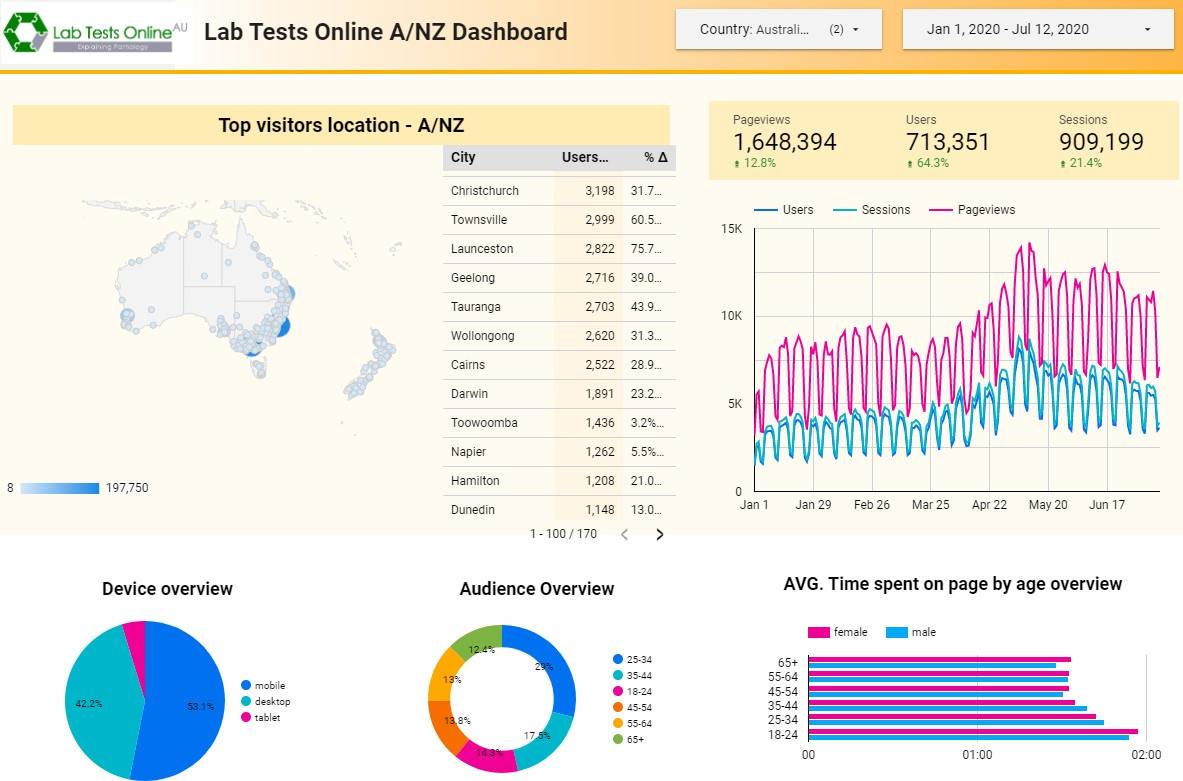 Lab Tests Online AU
Explaining Pathology
Lab Tests Online A/NZ Dashboard
Country: Australi... (2)
Jan 1, 2020 - Jul 12, 2020
Top visitors location - A/NZ
City Users... % Δ
Christchurch 3,198 31.7...
Townsville 2,999 60.5...
Launceston 2,822 75.7...
Geelong 2,716 39.0...
Tauranga 2,703 43.9...
Wollongong 2,620 31.3...
Cairns 2,522 28.9...
Darwin 1,891 23.2...
Toowoomba 1,436 3.2%...
Napier 1,262 5.5%...
Hamilton 1,208 21.0...
Dunedin 1,148 13.0...
1 - 100 / 170
8 197,750
Pageviews Users Sessions
1,648,394 713,351 909,199
12.8% 64.3% 21.4%
Users Sessions Pageviews
15K
10K
5K
0
Jan 1 Jan 29 Feb 26 Mar 25 Apr 22 May 20 Jun 17
Device overview
42.2%
53.1%
mobile
desktop
tablet
Audience Overview
12.4%
29%
13%
13.8%
17.5%
14.3%
25-34
35-44
18-24
45-54
55-64
65+
AVG. Time spent on page by age overview
female male
65+
55-64
45-54
35-44
25-34
18-24
00 01:00 02:00